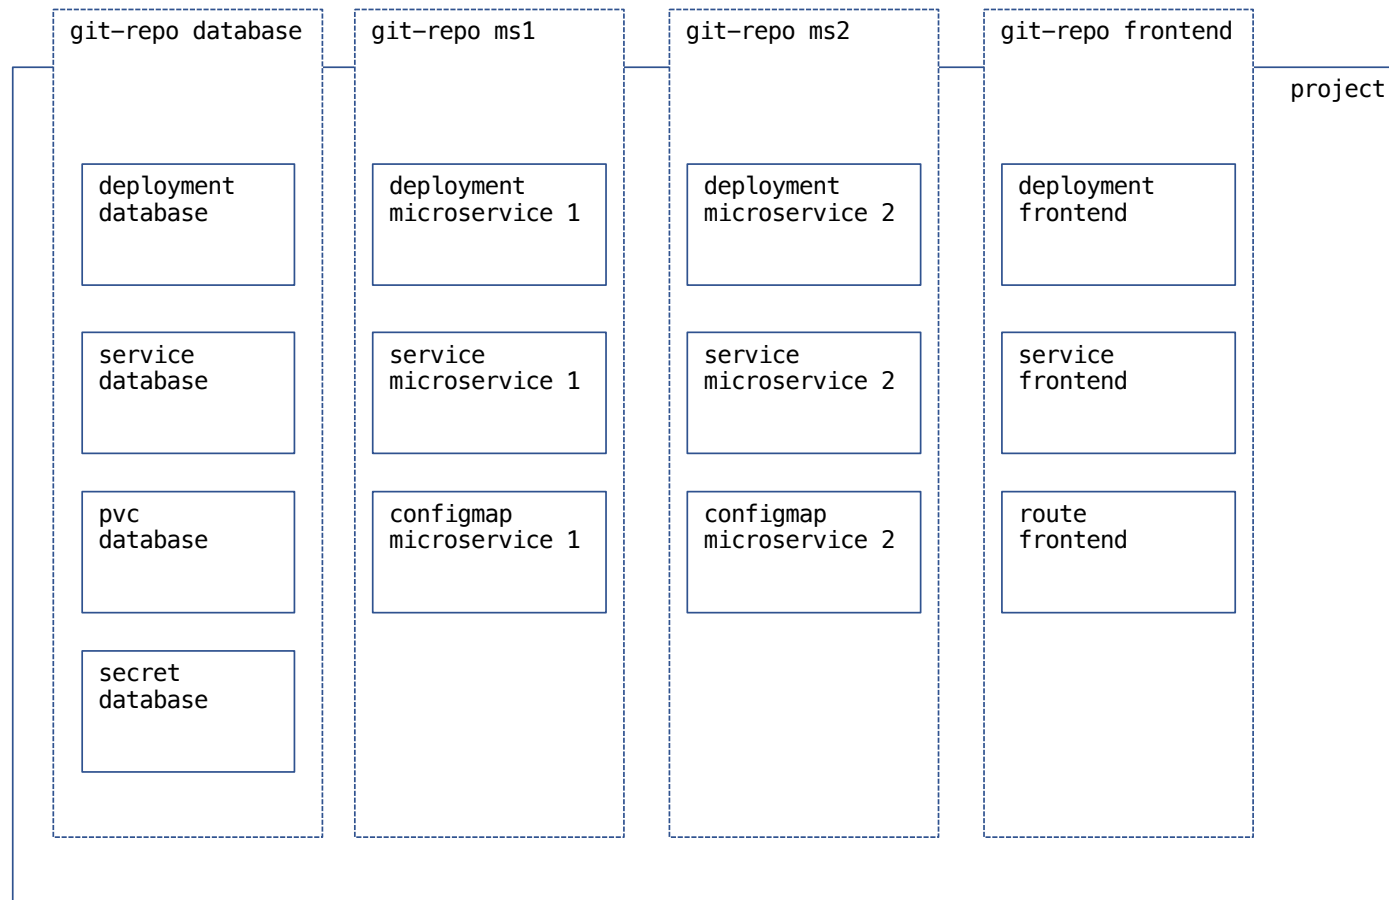 git-repo database
git-repo ms1
git-repo ms2
git-repo frontend
project
deployment
database
deployment
microservice 1
deployment
microservice 2
deployment
frontend
service
database
service
microservice 1
service
microservice 2
service
frontend
pvc
database
configmap
microservice 1
configmap
microservice 2
route
frontend
secret
database